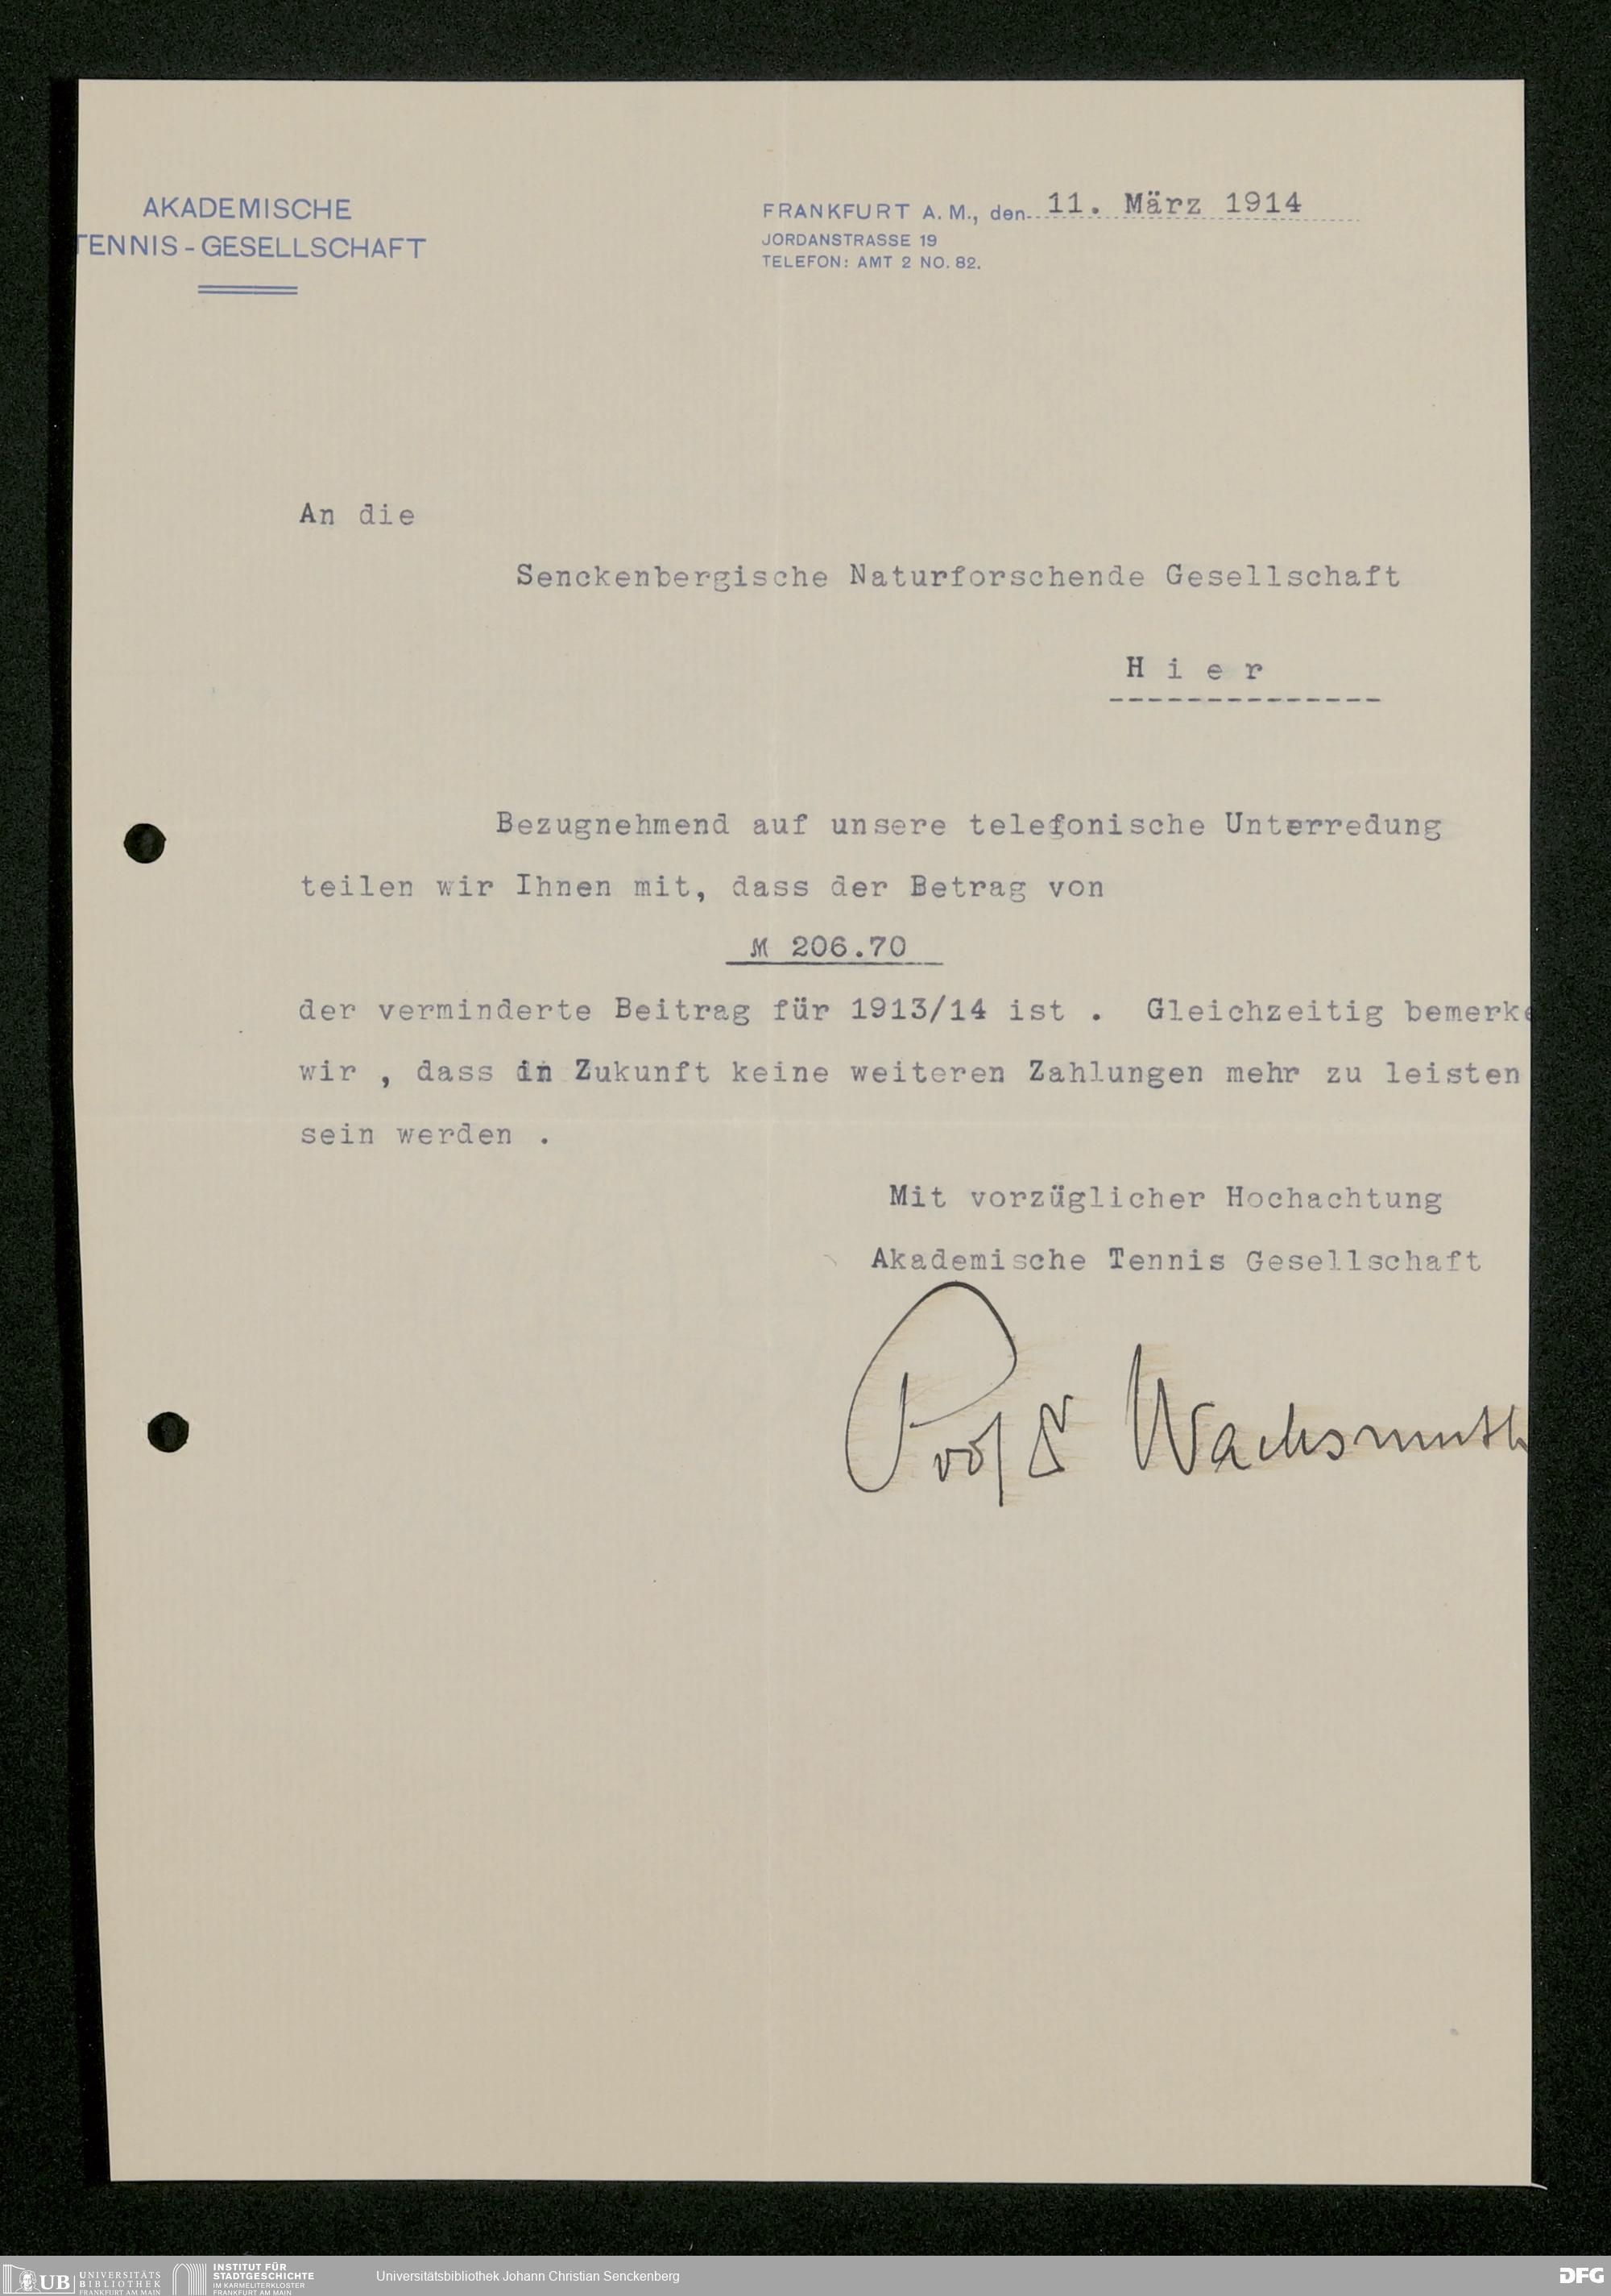 AKADEMISCHE
TENNIS-GESELLSCHAFT
FRANKFURT A. M., den 11. März 1914
JORDANSTRASSE 19
TELEFON: AMT 2 NO. 82.
An die
Senckenbergische Naturforschende Gesellschaft
Hier
Bezugnehmend auf unsere telefonische Unterredung
teilen wir Ihnen mit, dass der Betrag von
M 206.70
der verminderte Beitrag für 1913/14 ist . Gleichzeitig bemerke
wir , dass in Zukunft keine weiteren Zahlungen mehr zu leisten
sein werden .
Mit vorzüglicher Hochachtung
Akademische Tennis Gesellschaft
Prof Dr Wachsmuth
UB UNIVERSITÄTS
BIBLIOTHEK
FRANKFURT AM MAIN
INSTITUT FÜR
STADTGESCHICHTE
IM KARMELITERKLOSTER
FRANKFURT AM MAIN
Universitätsbibliothek Johann Christian Senckenberg
DFG